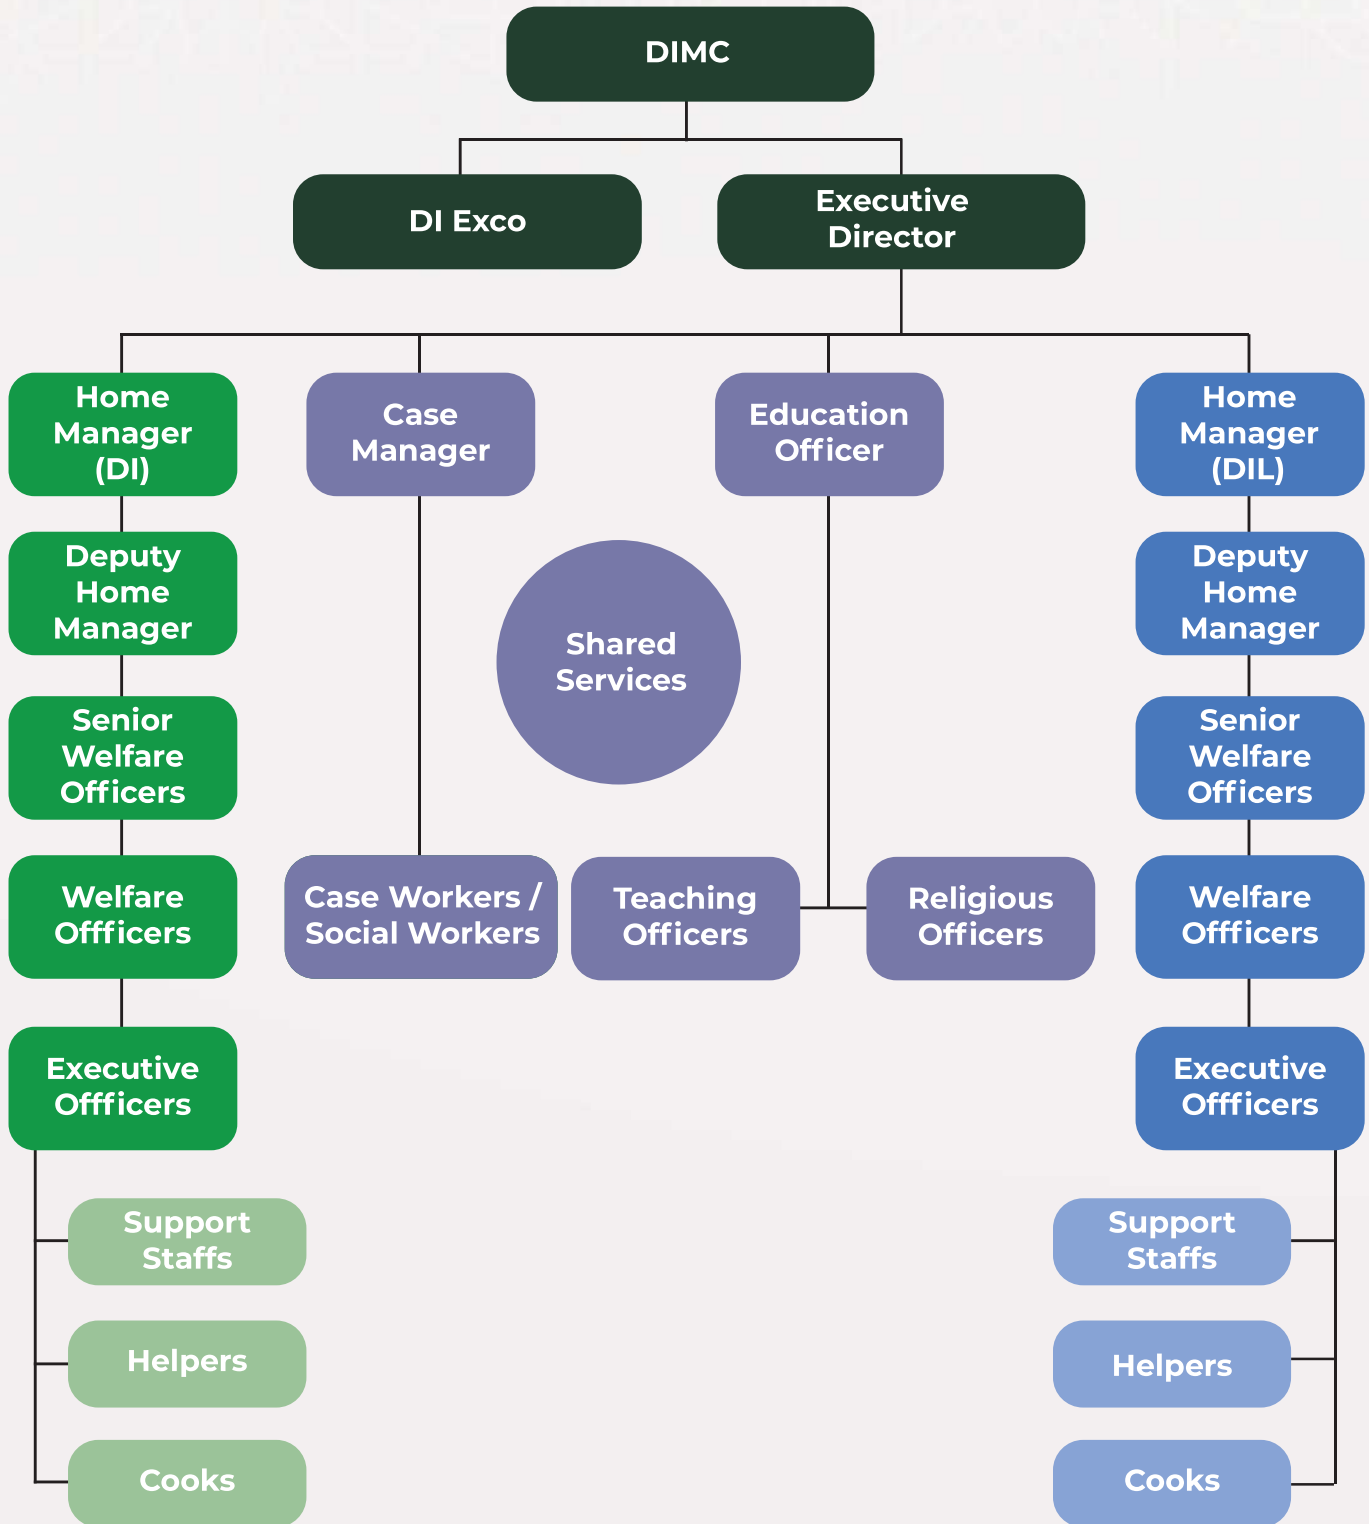 DIMC
DI Exco
Executive
Director
Home
Manager
(DI)
Case
Manager
Education
Officer
Home
Manager
(DIL)
Deputy
Home
Manager
Deputy
Home
Manager
Shared
Services
Senior
Welfare
Officers
Senior
Welfare
Officers
Welfare
Offficers
Case Workers /
Social Workers
Teaching
Officers
Religious
Officers
Welfare
Offficers
Executive
Offficers
Executive
Offficers
Support
Staffs
Support
Staffs
Helpers
Helpers
Cooks
Cooks